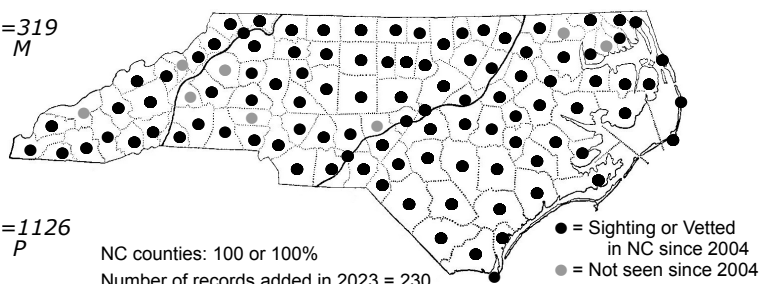 =319
M
=1126
P
NC counties: 100 or 100%
Number of records added in 2023 = 230
● = Sighting or Vetted
in NC since 2004
● = Not seen since 2004